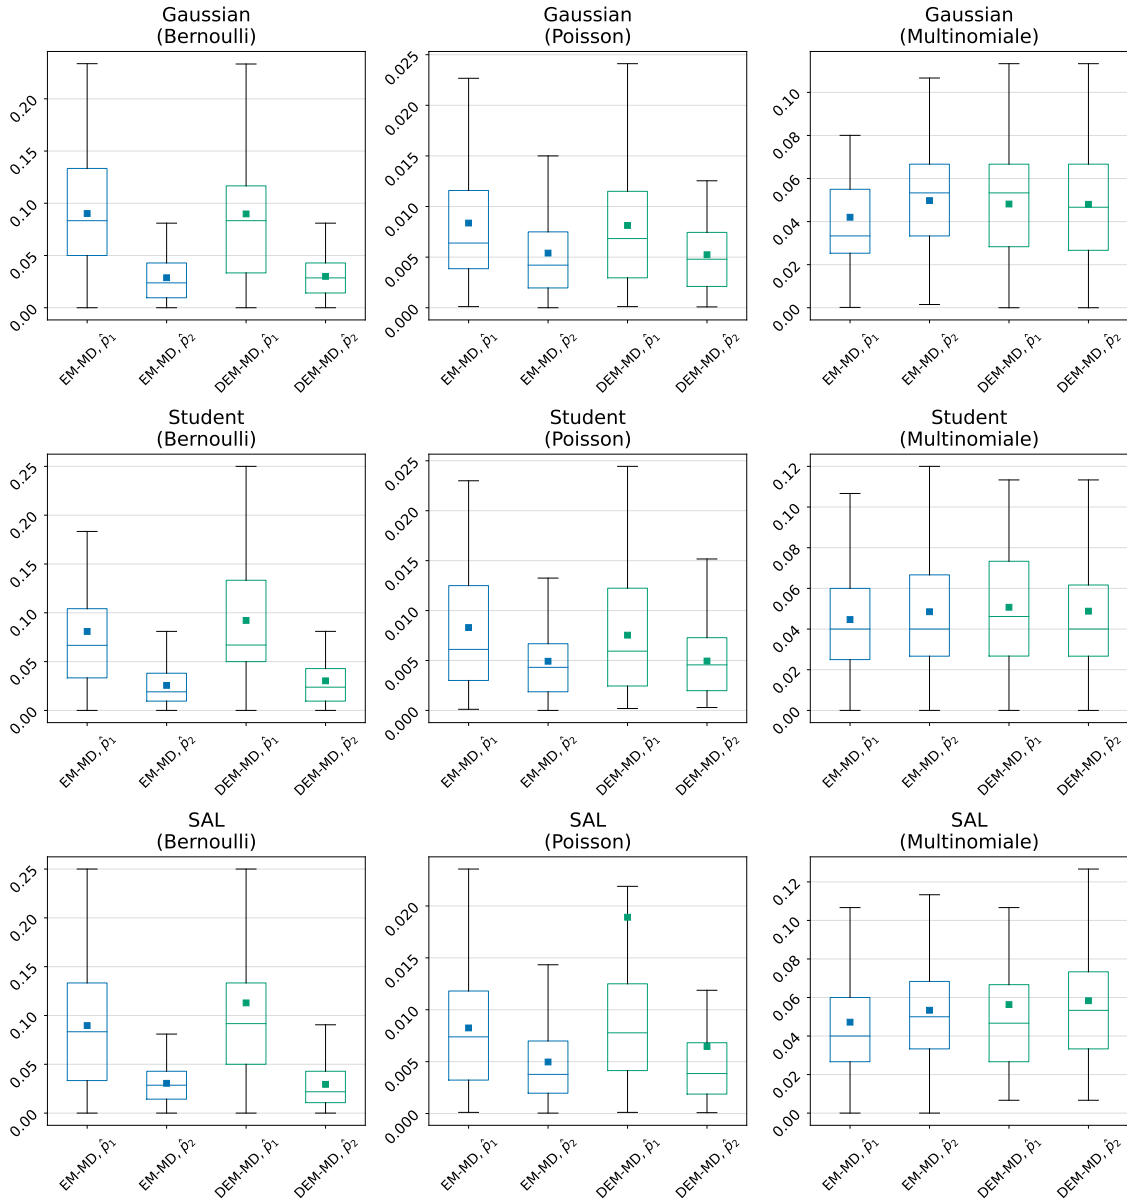 Gaussian
(Bernoulli)
0.20
0.15
0.10
0.05
0.00
EM-MD, p̂₁
EM-MD, p̂₂
DEM-MD, p̂₁
DEM-MD, p̂₂
Gaussian
(Poisson)
0.025
0.020
0.015
0.010
0.005
0.000
EM-MD, p̂₁
EM-MD, p̂₂
DEM-MD, p̂₁
DEM-MD, p̂₂
Gaussian
(Multinomiale)
0.10
0.08
0.06
0.04
0.02
0.00
EM-MD, p̂₁
EM-MD, p̂₂
DEM-MD, p̂₁
DEM-MD, p̂₂
Student
(Bernoulli)
0.25
0.20
0.15
0.10
0.05
0.00
EM-MD, p̂₁
EM-MD, p̂₂
DEM-MD, p̂₁
DEM-MD, p̂₂
Student
(Poisson)
0.025
0.020
0.015
0.010
0.005
0.000
EM-MD, p̂₁
EM-MD, p̂₂
DEM-MD, p̂₁
DEM-MD, p̂₂
Student
(Multinomiale)
0.12
0.10
0.08
0.06
0.04
0.02
0.00
EM-MD, p̂₁
EM-MD, p̂₂
DEM-MD, p̂₁
DEM-MD, p̂₂
SAL
(Bernoulli)
0.25
0.20
0.15
0.10
0.05
0.00
EM-MD, p̂₁
EM-MD, p̂₂
DEM-MD, p̂₁
DEM-MD, p̂₂
SAL
(Poisson)
0.020
0.015
0.010
0.005
0.000
EM-MD, p̂₁
EM-MD, p̂₂
DEM-MD, p̂₁
DEM-MD, p̂₂
SAL
(Multinomiale)
0.12
0.10
0.08
0.06
0.04
0.02
0.00
EM-MD, p̂₁
EM-MD, p̂₂
DEM-MD, p̂₁
DEM-MD, p̂₂